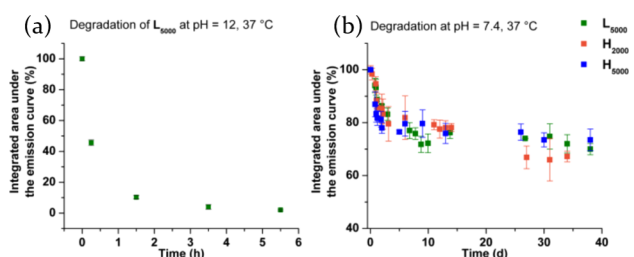 (a)
Degradation of L5000 at pH = 12, 37 °C
Integrated area under
the emission curve (%)
100
80
60
40
20
0
0 1 2 3 4 5 6
Time (h)
(b)
Degradation at pH = 7.4, 37 °C
L5000
H2000
H5000
Integrated area under
the emission curve (%)
100
80
60
40
0 10 20 30 40
Time (d)